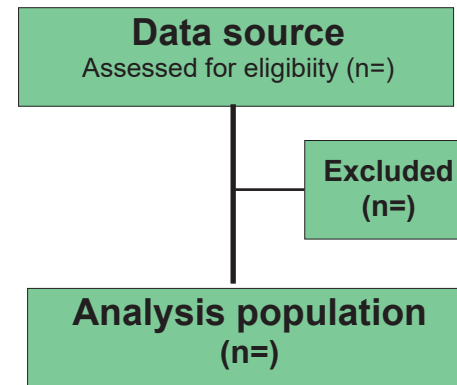 Data source
Assessed for eligibiity (n=)
Excluded
(n=)
Analysis population
(n=)